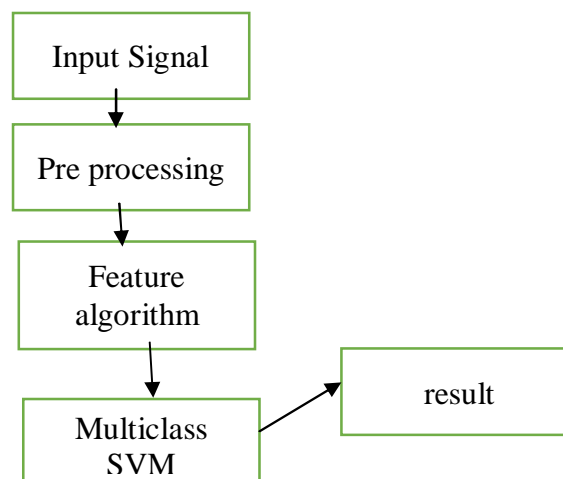 Input Signal
Pre processing
Feature
algorithm
result
Multiclass
SVM